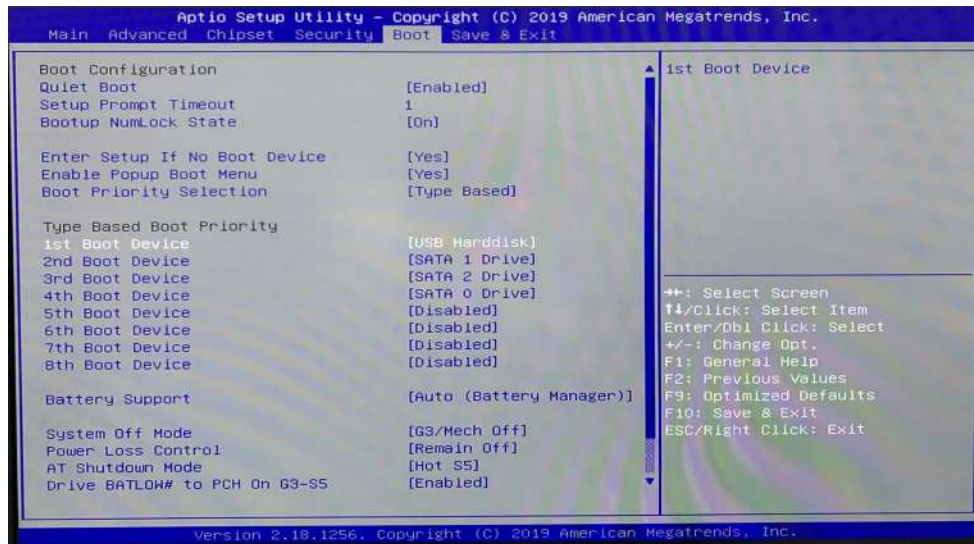 Aptio Setup Utility - Copyright (C) 2019 American Megatrends, Inc.
Main Advanced Chipset Security Boot Save & Exit
Boot Configuration
Quiet Boot [Enabled]
Setup Prompt Timeout 1
Bootup NumLock State [On]
Enter Setup If No Boot Device [Yes]
Enable Popup Boot Menu [Yes]
Boot Priority Selection [Type Based]
Type Based Boot Priority
1st Boot Device [USB Harddisk]
2nd Boot Device [SATA 1 Drive]
3rd Boot Device [SATA 2 Drive]
4th Boot Device [SATA 0 Drive]
5th Boot Device [Disabled]
6th Boot Device [Disabled]
7th Boot Device [Disabled]
8th Boot Device [Disabled]
Battery Support [Auto (Battery Manager)]
System Off Mode [G3/Mech Off]
Power Loss Control [Remain Off]
AT Shutdown Mode [Hot S5]
Drive BATLOW# to PCH On G3-S5 [Enabled]
1st Boot Device
→←: Select Screen
↑↓/Click: Select Item
Enter/Dbl Click: Select
+/-: Change Opt.
F1: General Help
F2: Previous Values
F9: Optimized Defaults
F10: Save & Exit
ESC/Right Click: Exit
Version 2.18.1256. Copyright (C) 2019 American Megatrends, Inc.